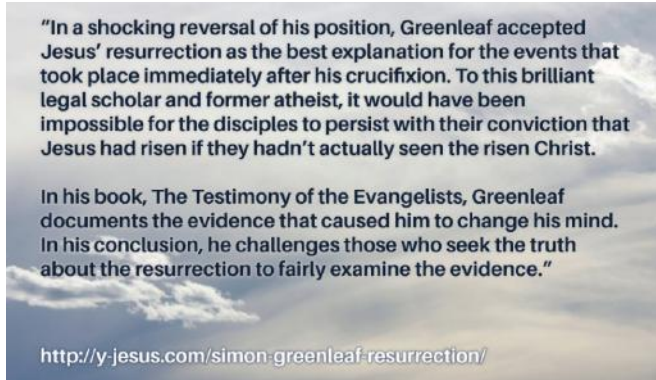 “In a shocking reversal of his position, Greenleaf accepted
Jesus’ resurrection as the best explanation for the events that
took place immediately after his crucifixion. To this brilliant
legal scholar and former atheist, it would have been
impossible for the disciples to persist with their conviction that
Jesus had risen if they hadn’t actually seen the risen Christ.
In his book, The Testimony of the Evangelists, Greenleaf
documents the evidence that caused him to change his mind.
In his conclusion, he challenges those who seek the truth
about the resurrection to fairly examine the evidence.”
http://y-jesus.com/simon-greenleaf-resurrection/